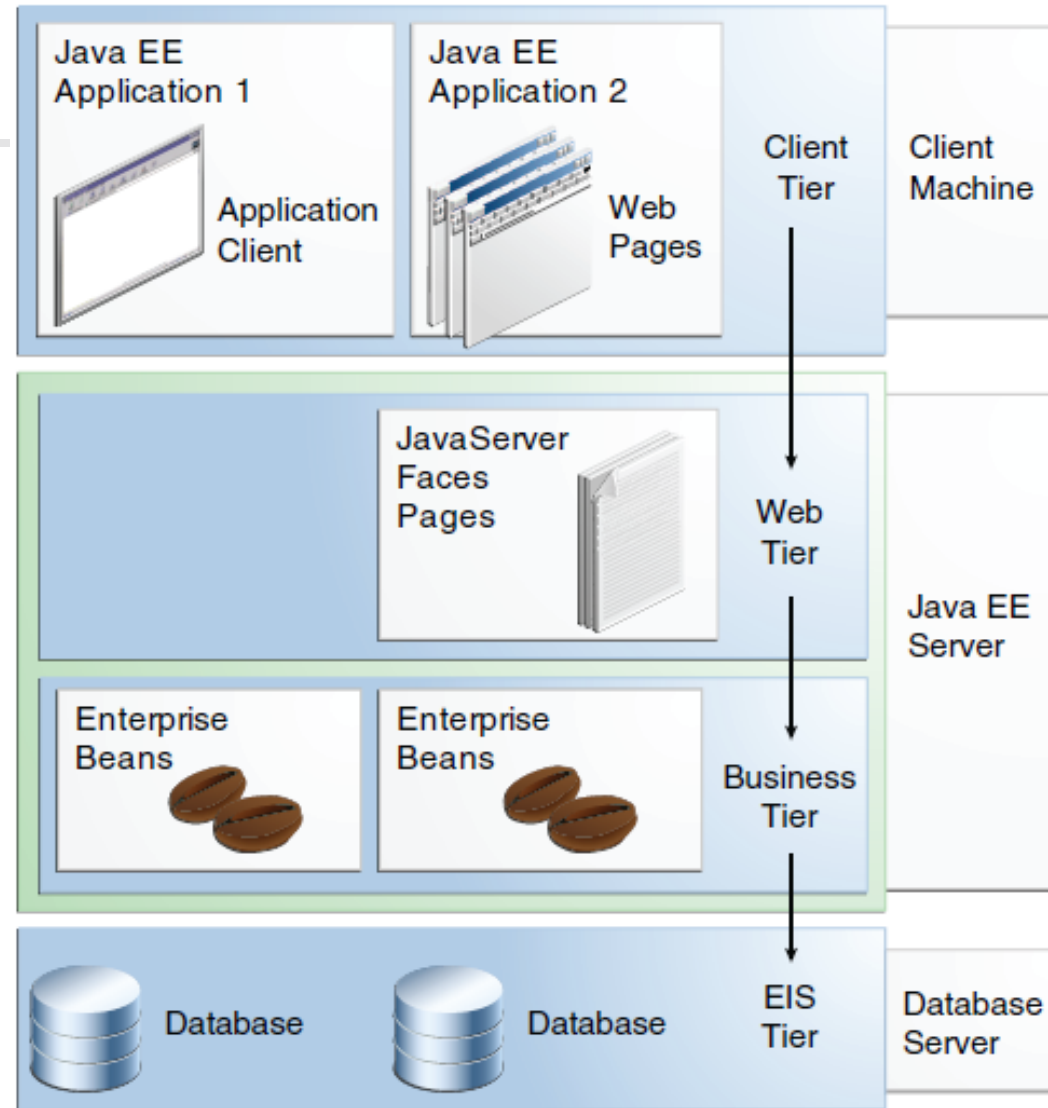 Java EE
Application 1
Application
Client
Java EE
Application 2
Web
Pages
Client
Tier
Client
Machine
JavaServer
Faces
Pages
Web
Tier
Java EE
Server
Enterprise
Beans
Enterprise
Beans
Business
Tier
Database
Database
EIS
Tier
Database
Server